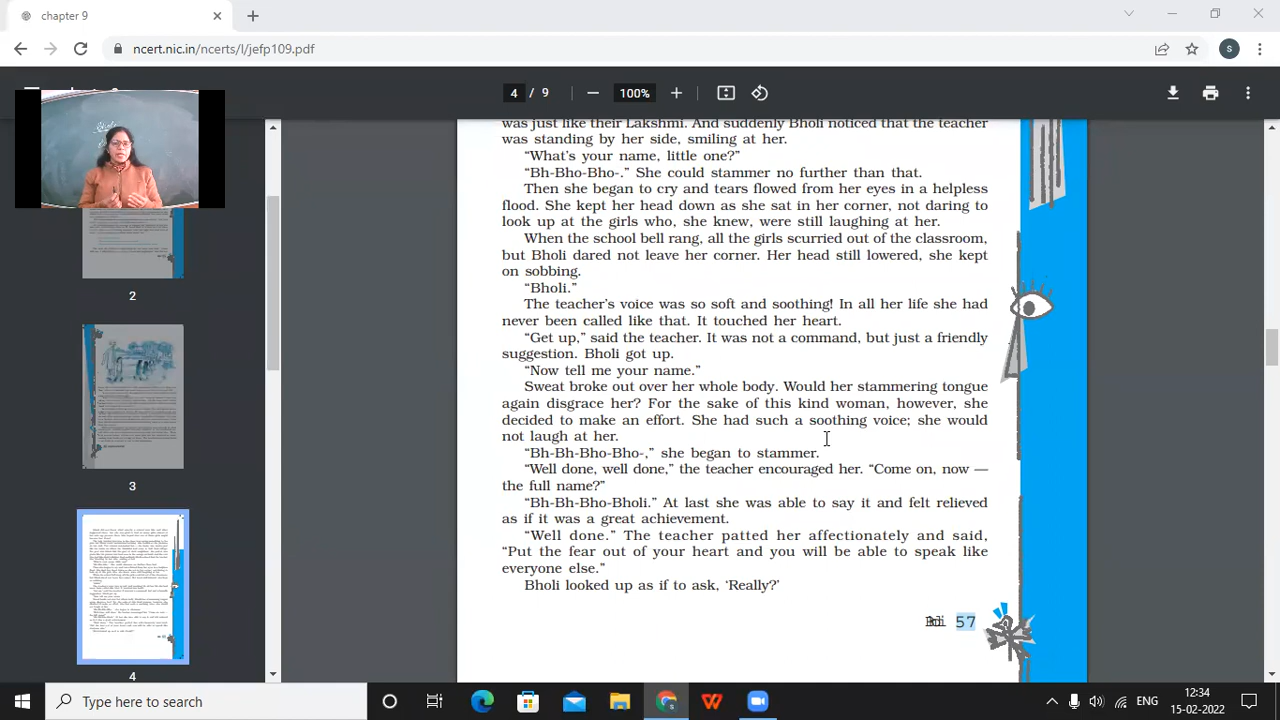 chapter 9
ncert.nic.in/ncerts/l/jefp109.pdf
S
4 / 9
100%
was just like their Lakshmi. And suddenly Bholi noticed that the teacher
was standing by her side, smiling at her.
“What’s your name, little one?”
“Bh-Bho-Bho-.” She could stammer no further than that.
Then she began to cry and tears flowed from her eyes in a helpless
flood. She kept her head down as she sat in her corner, not daring to
look up at the girls who, she knew, were still laughing at her.
When the school bell rang, all the girls scurried out of the classroom,
but Bholi dared not leave her corner. Her head still lowered, she kept
on sobbing.
“Bholi.”
The teacher’s voice was so soft and soothing! In all her life she had
never been called like that. It touched her heart.
“Get up,” said the teacher. It was not a command, but just a friendly
suggestion. Bholi got up.
“Now tell me your name.”
Sweat broke out over her whole body. Would her stammering tongue
again disgrace her? For the sake of this kind woman, however, she
decided to make an effort. She had such a soothing voice; she would
not laugh at her.
“Bh-Bh-Bho-Bho-,” she began to stammer.
“Well done, well done,” the teacher encouraged her. “Come on, now —
the full name?”
“Bh-Bh-Bho-Bholi.” At last she was able to say it and felt relieved
as if it was a great achievement.
“Well done.” The teacher patted her affectionately and said,
“Put the fear out of your heart and you will be able to speak like
everyone else.”
Bholi looked up as if to ask, ‘Really?’
57
2
3
4
Type here to search
ENG
12:34
15-02-2022